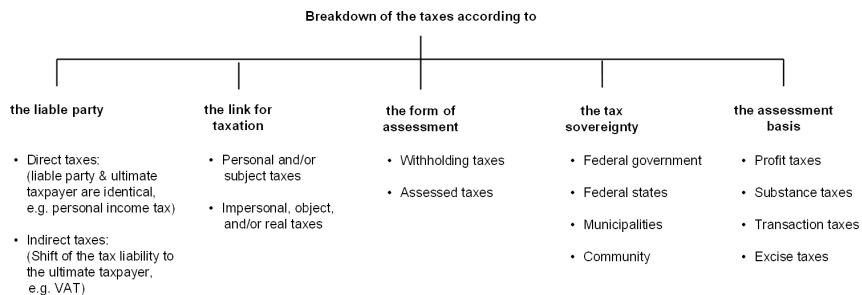 Breakdown of the taxes according to
the liable party
• Direct taxes:
(liable party & ultimate
taxpayer are identical,
e.g. personal income tax)
• Indirect taxes:
(Shift of the tax liability to
the ultimate taxpayer,
e.g. VAT)
the link for
taxation
• Personal and/or
subject taxes
• Impersonal, object,
and/or real taxes
the form of
assessment
• Withholding taxes
• Assessed taxes
the tax
sovereignty
• Federal government
• Federal states
• Municipalities
• Community
the assessment
basis
• Profit taxes
• Substance taxes
• Transaction taxes
• Excise taxes